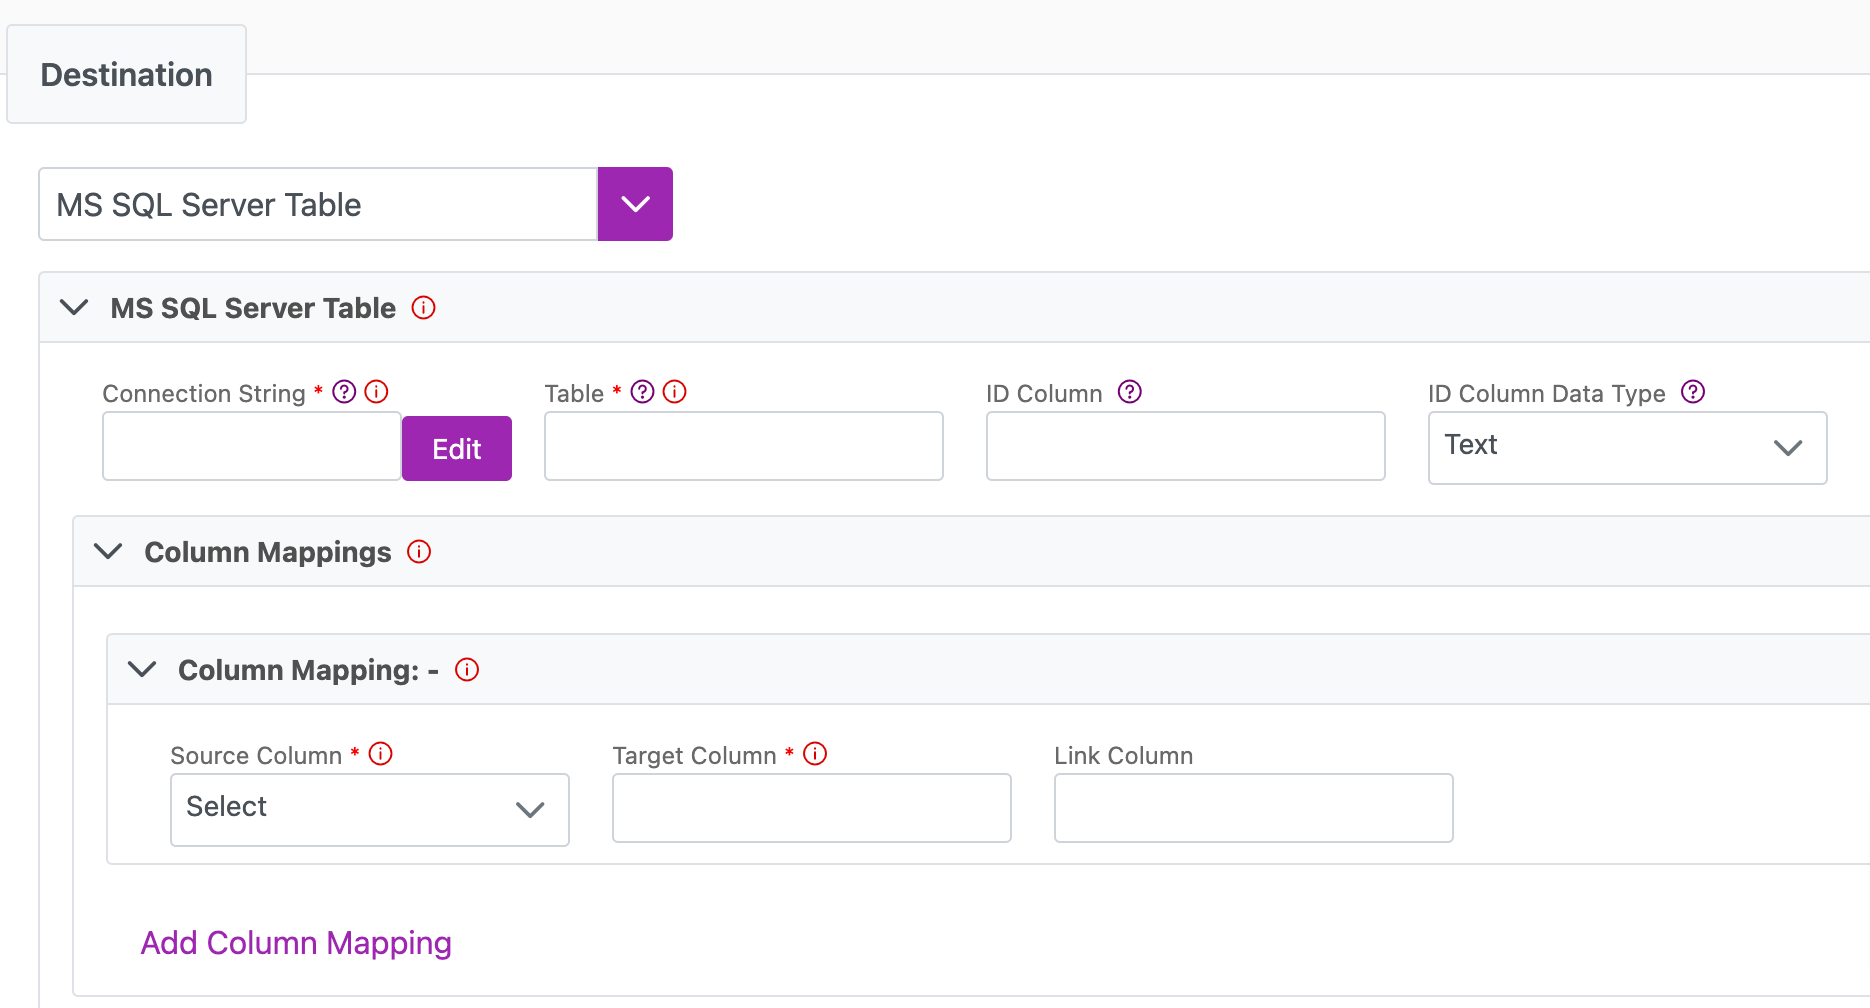 Destination
MS SQL Server Table
MS SQL Server Table
Connection String * Table * ID Column ID Column Data Type
Edit Text
Column Mappings
Column Mapping: -
Source Column * Target Column * Link Column
Select
Add Column Mapping